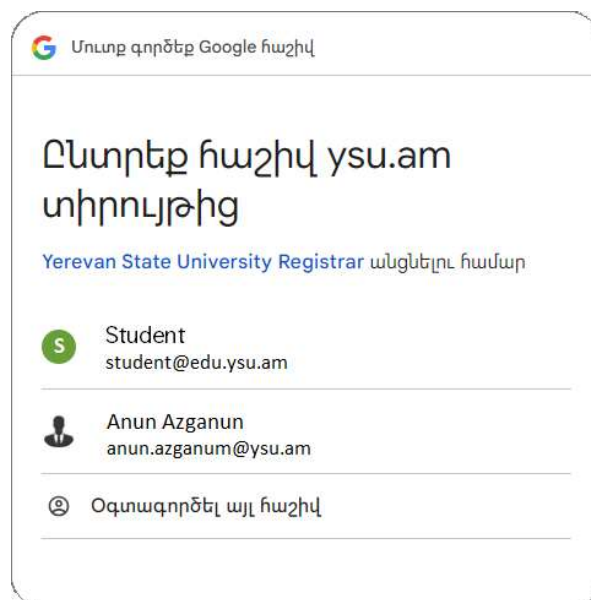 Մուտք գործեք Google հաշիվ
Ընտրեք հաշիվ ysu.am
տիրույթից
Yerevan State University Registrar անցնելու համար
S
Student
student@edu.ysu.am
Anun Azganun
anun.azganum@ysu.am
Օգտագործել այլ հաշիվ